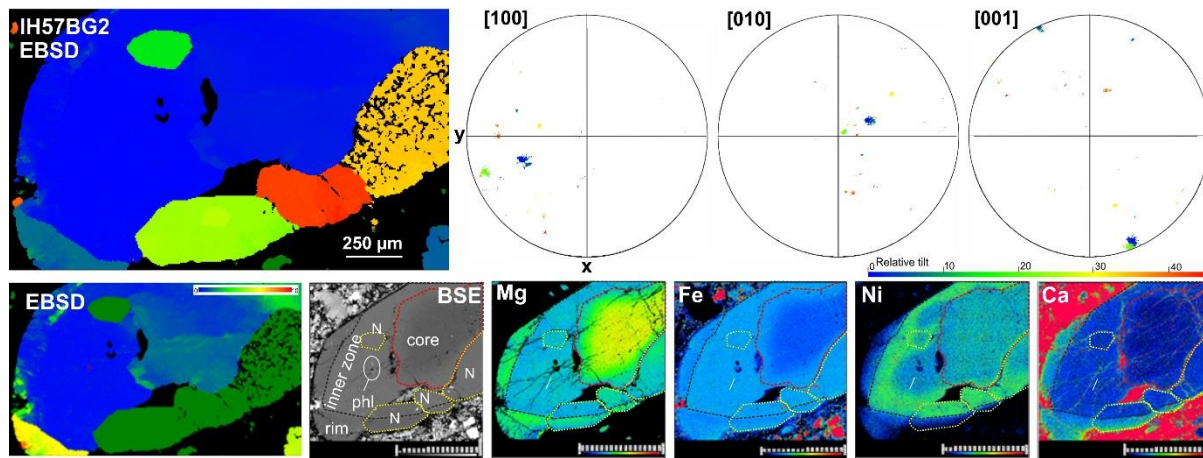 IH57BG2
EBSD
250 µm
[100]
[010]
[001]
y
x
Relative tilt
0 10 20 30 40
EBSD
BSE
N
core
inner zone
N
phl
N
N
rim
Mg
Fe
Ni
Ca